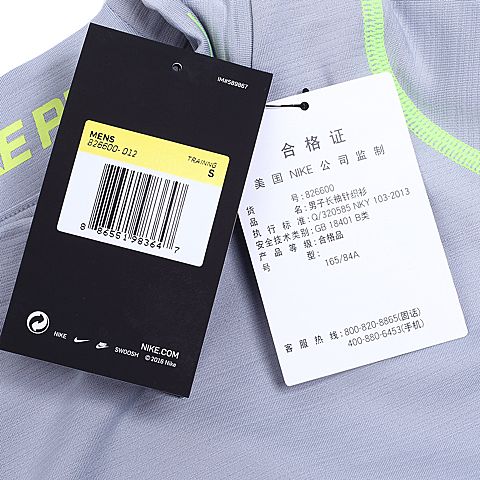 E PR
IM#589867
MENS
826600-012
TRAINING
S
8 86551 98364 7
NIKE
SWOOSH
NIKE.COM
© 2016 Nike
合格证
美国 NIKE 公司监制
货号: 826600
品名: 男子长袖针织衫
执行标准: Q/320585 NKY 103-2013
安全技术类别: GB 18401 B类
产品等级: 合格品
号型: 165/84A
客服热线: 800-820-8865(固话)
400-880-6453(手机)